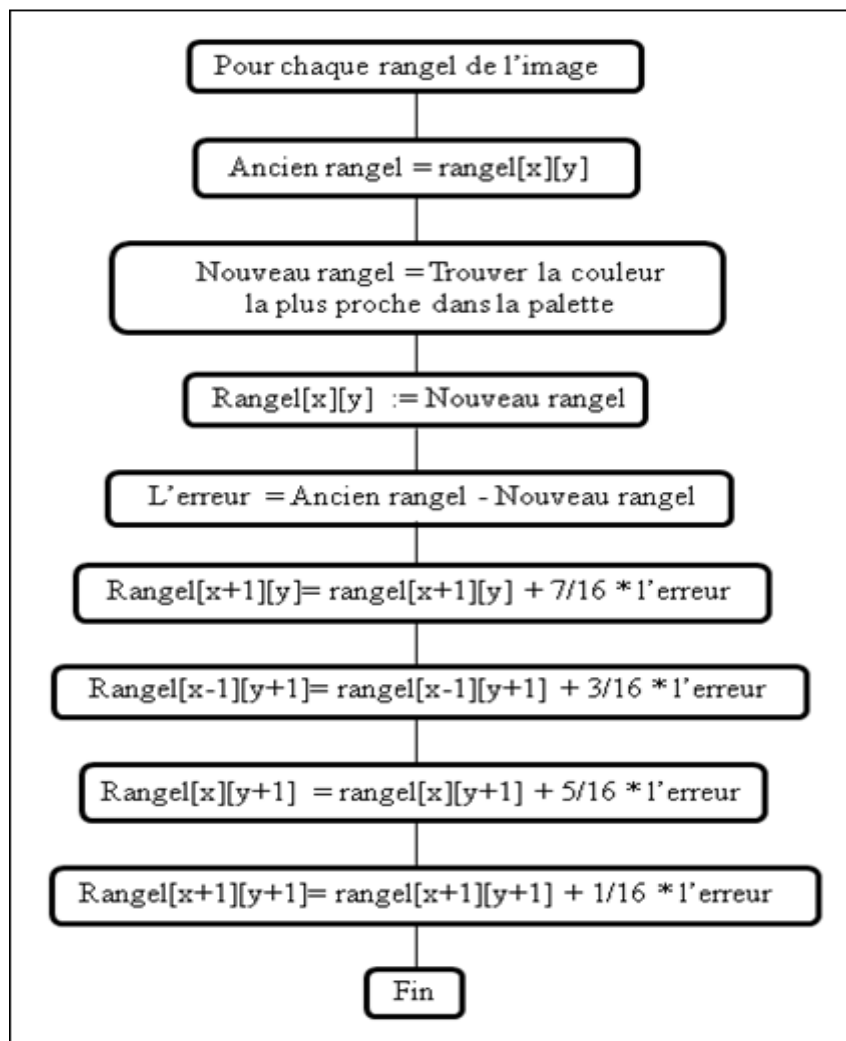 Pour chaque rangel de l'image
Ancien rangel = rangel[x][y]
Nouveau rangel = Trouver la couleur
la plus proche dans la palette
Rangel[x][y] := Nouveau rangel
L'erreur = Ancien rangel - Nouveau rangel
Rangel[x+1][y]= rangel[x+1][y] + 7/16 * l'erreur
Rangel[x-1][y+1]= rangel[x-1][y+1] + 3/16 * l'erreur
Rangel[x][y+1] = rangel[x][y+1] + 5/16 * l'erreur
Rangel[x+1][y+1]= rangel[x+1][y+1] + 1/16 * l'erreur
Fin